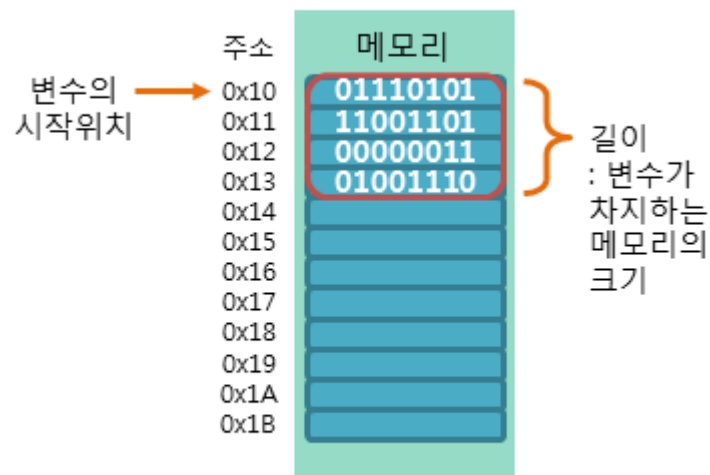 주소 메모리
변수의
시작위치
0x10 01110101
0x11 11001101
0x12 00000011
0x13 01001110
0x14
0x15
0x16
0x17
0x18
0x19
0x1A
0x1B
길이
: 변수가
차지하는
메모리의
크기